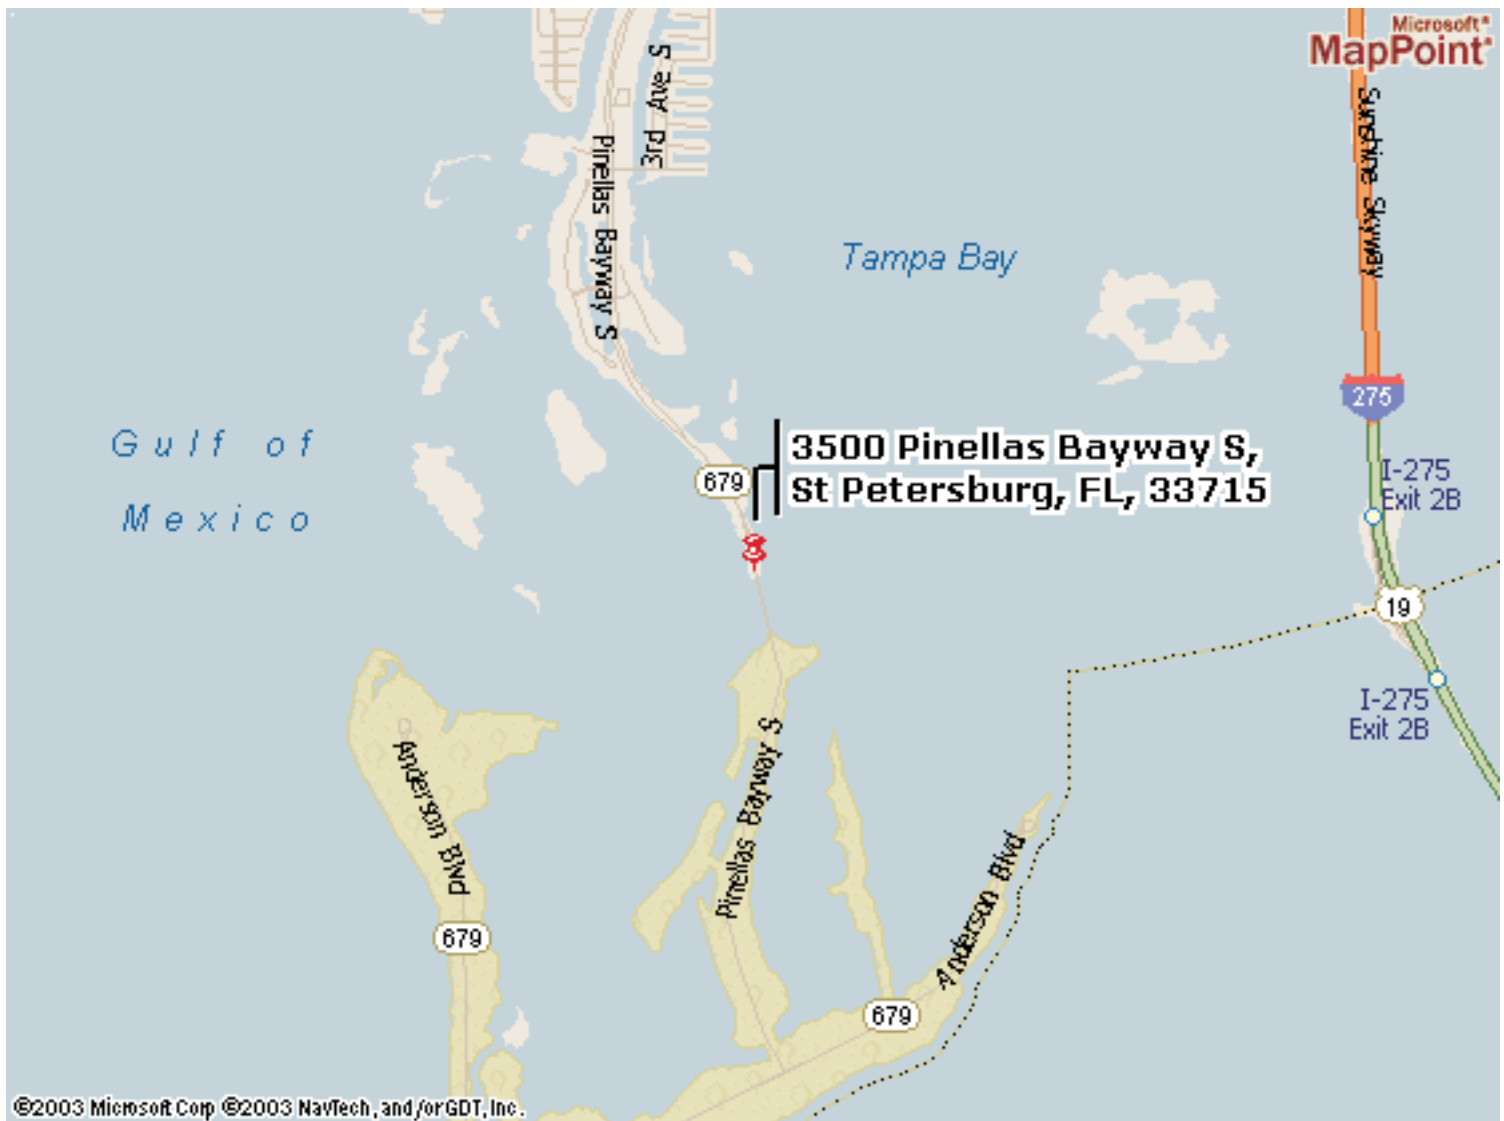 Microsoft®
MapPoint®
3rd Ave S
Sunshine Skyway
Pinellas Bayway S
Tampa Bay
275
Gulf of
Mexico
3500 Pinellas Bayway S,
St Petersburg, FL, 33715
679
I-275
Exit 2B
19
I-275
Exit 2B
Pinellas Bayway S
Anderson Blvd
Anderson Blvd
679
679
©2003 Microsoft Corp ©2003 NavTech, and/or GDT, Inc.